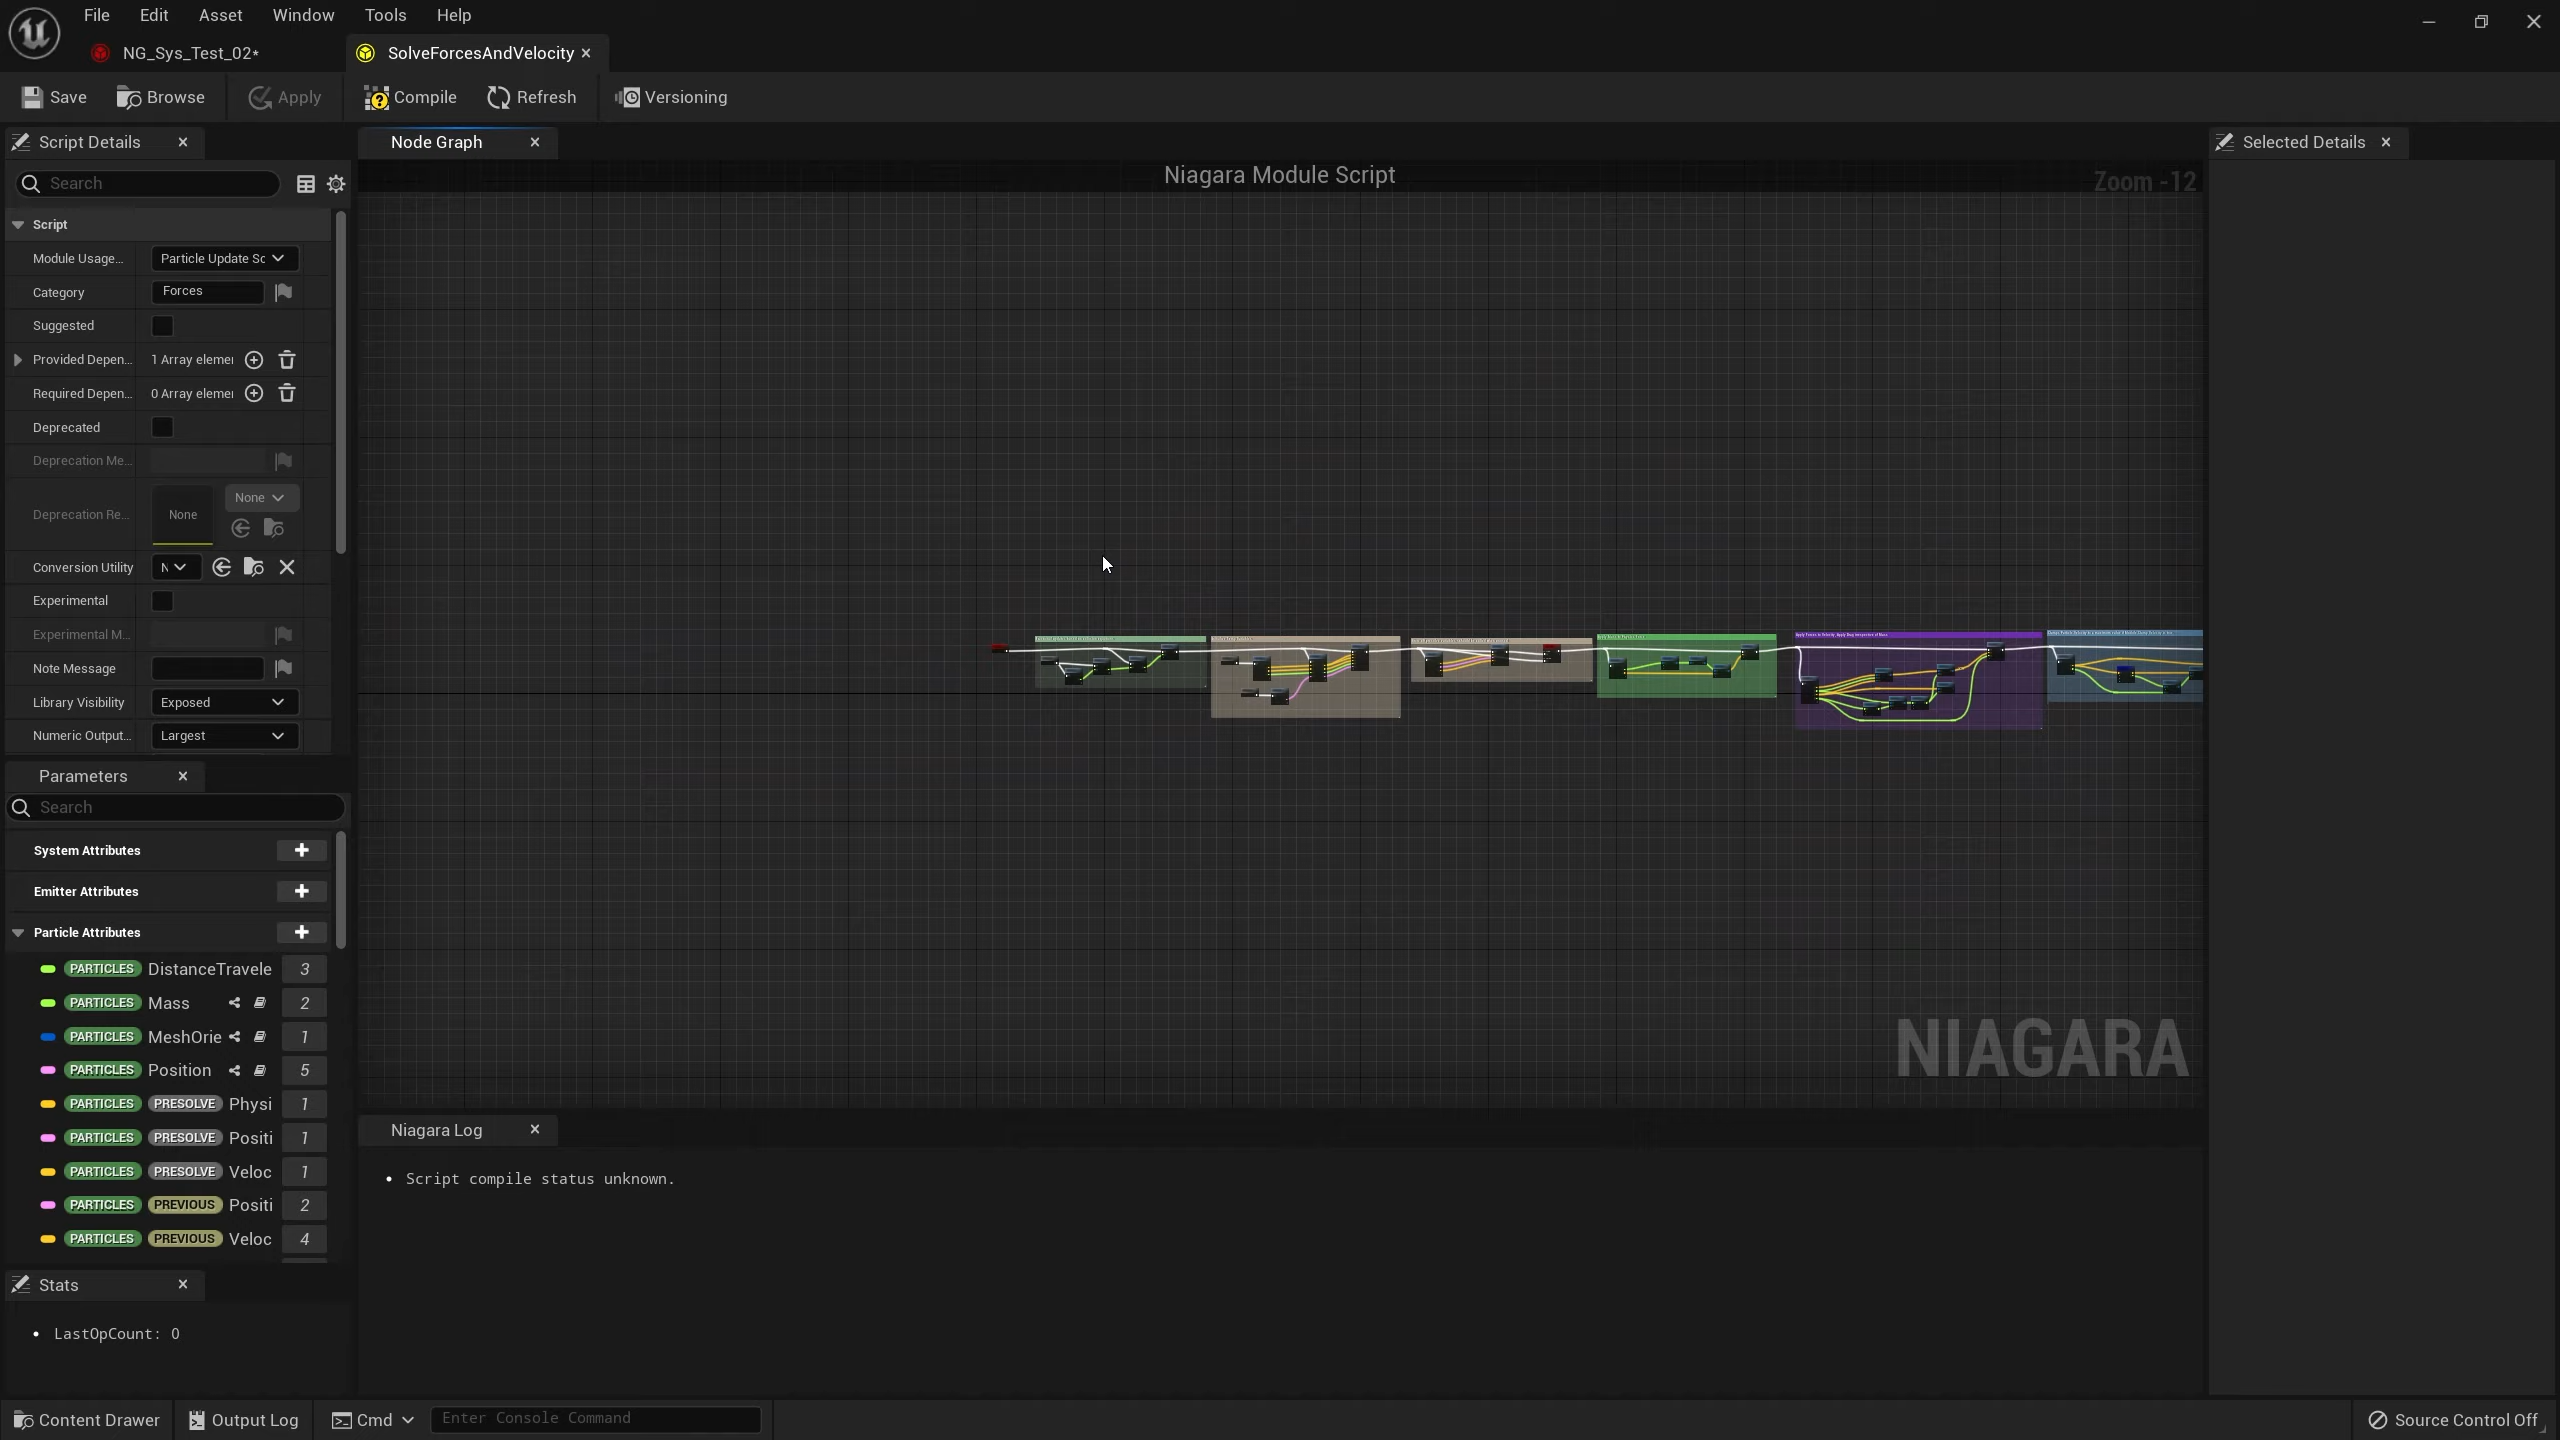 File Edit Asset Window Tools Help
NG_Sys_Test_02*
SolveForcesAndVelocity
Save Browse Apply Compile Refresh Versioning
Script Details
Search
Script
Module Usage... Particle Update Sc
Category Forces
Suggested
Provided Depen... 1 Array elemer
Required Depen... 0 Array elemer
Deprecated
Deprecation Me...
Deprecation Re... None None
Conversion Utility N
Experimental
Experimental M...
Note Message
Library Visibility Exposed
Numeric Output... Largest
Parameters
Search
System Attributes
Emitter Attributes
Particle Attributes
PARTICLES DistanceTravele 3
PARTICLES Mass 2
PARTICLES MeshOrie 1
PARTICLES Position 5
PARTICLES PRESOLVE Physi 1
PARTICLES PRESOLVE Positi 1
PARTICLES PRESOLVE Veloc 1
PARTICLES PREVIOUS Positi 2
PARTICLES PREVIOUS Veloc 4
Stats
LastOpCount: 0
Node Graph
Niagara Module Script
Zoom -12
NIAGARA
Niagara Log
Script compile status unknown.
Selected Details
Content Drawer Output Log Cmd Enter Console Command
Source Control Off